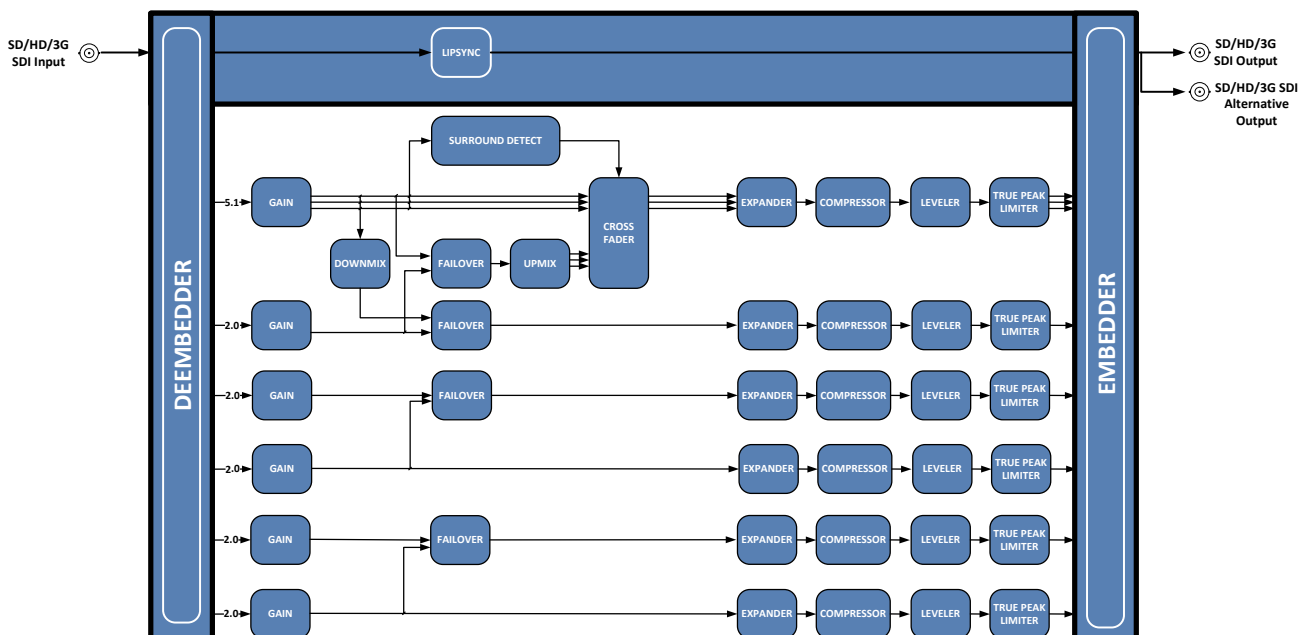 SD/HD/3G
SDI Input
LIPSYNC
SD/HD/3G
SDI Output
SD/HD/3G SDI
Alternative
Output
DEEMBEDDER
EMBEDDER
SURROUND DETECT
5.1
GAIN
CROSS
FADER
EXPANDER
COMPRESSOR
LEVELER
TRUE PEAK
LIMITER
DOWNMIX
FAILOVER
UPMIX
2.0
GAIN
FAILOVER
EXPANDER
COMPRESSOR
LEVELER
TRUE PEAK
LIMITER
2.0
GAIN
FAILOVER
EXPANDER
COMPRESSOR
LEVELER
TRUE PEAK
LIMITER
2.0
GAIN
EXPANDER
COMPRESSOR
LEVELER
TRUE PEAK
LIMITER
2.0
GAIN
FAILOVER
EXPANDER
COMPRESSOR
LEVELER
TRUE PEAK
LIMITER
2.0
GAIN
EXPANDER
COMPRESSOR
LEVELER
TRUE PEAK
LIMITER